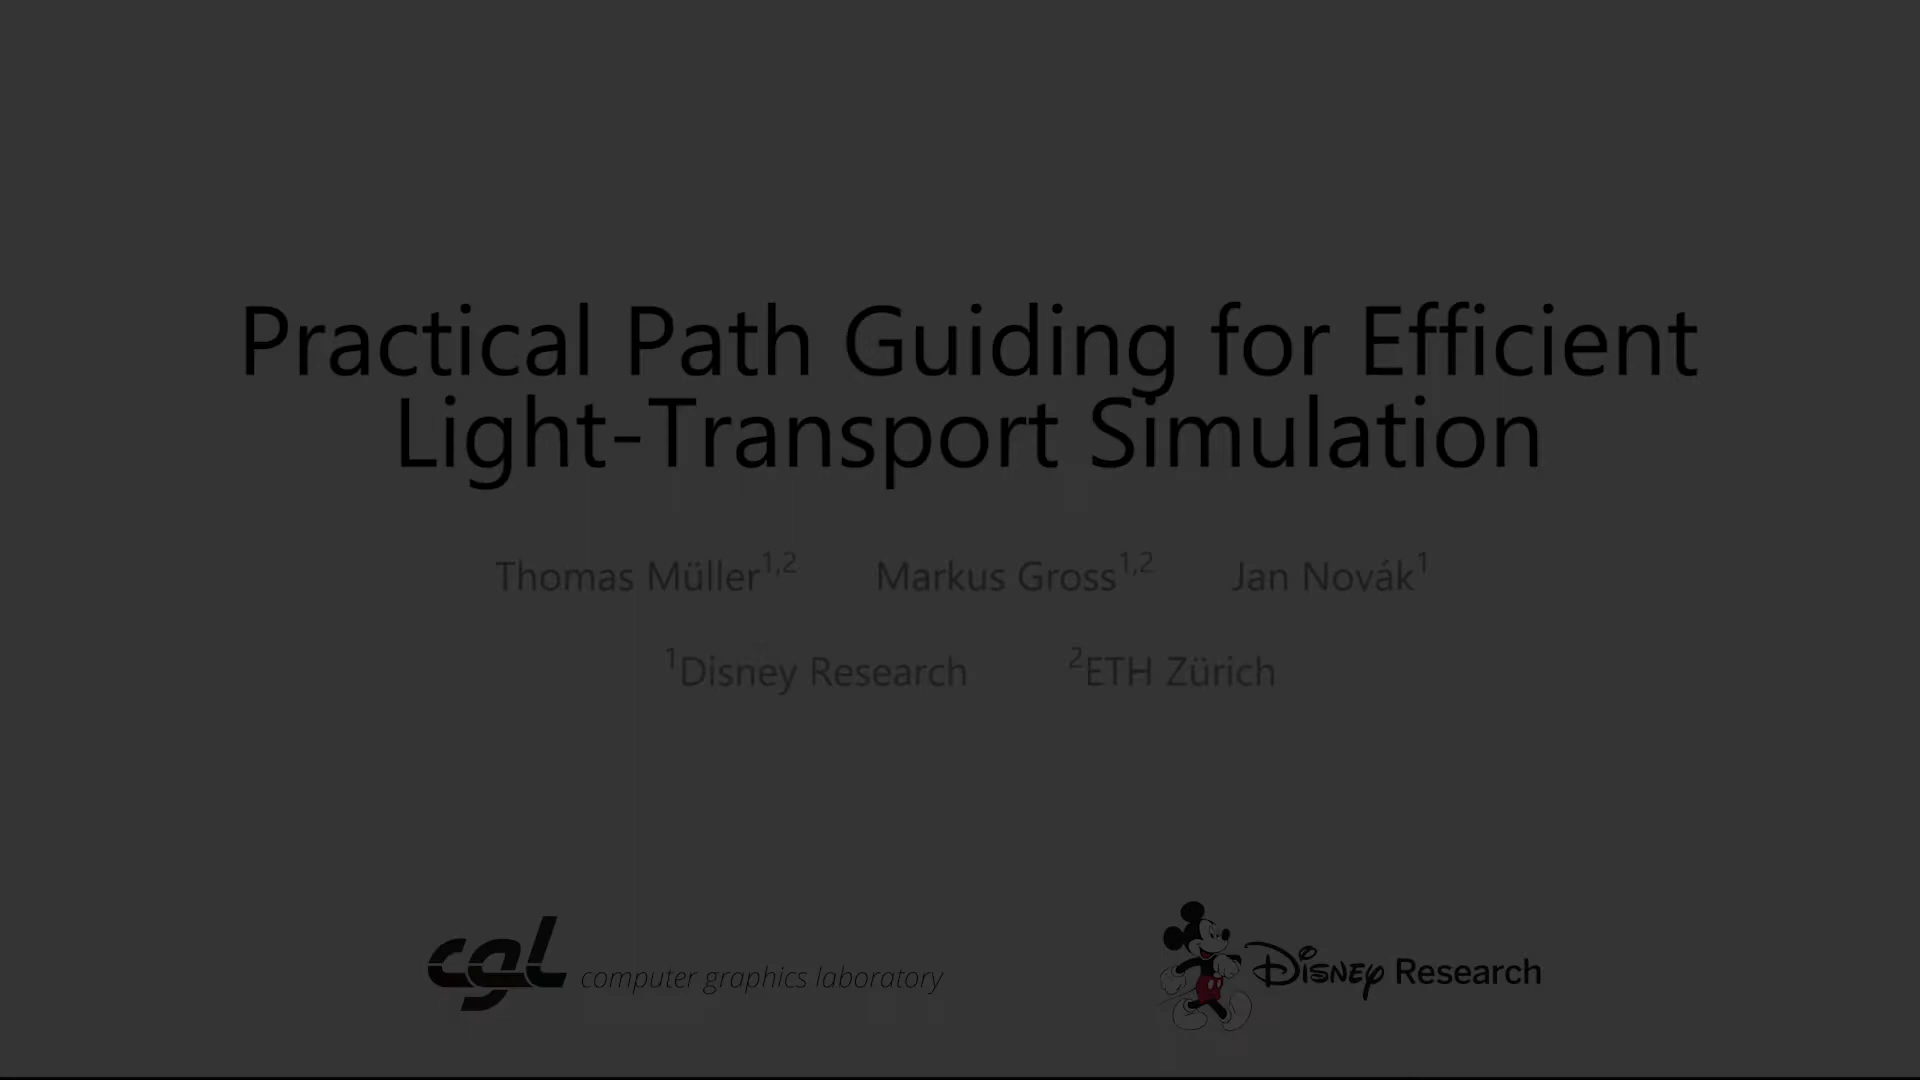 Practical Path Guiding for Efficient
Light-Transport Simulation
Thomas Müller1,2 Markus Gross1,2 Jan Novák1
1Disney Research 2ETH Zürich
cgl computer graphics laboratory
Disney Research